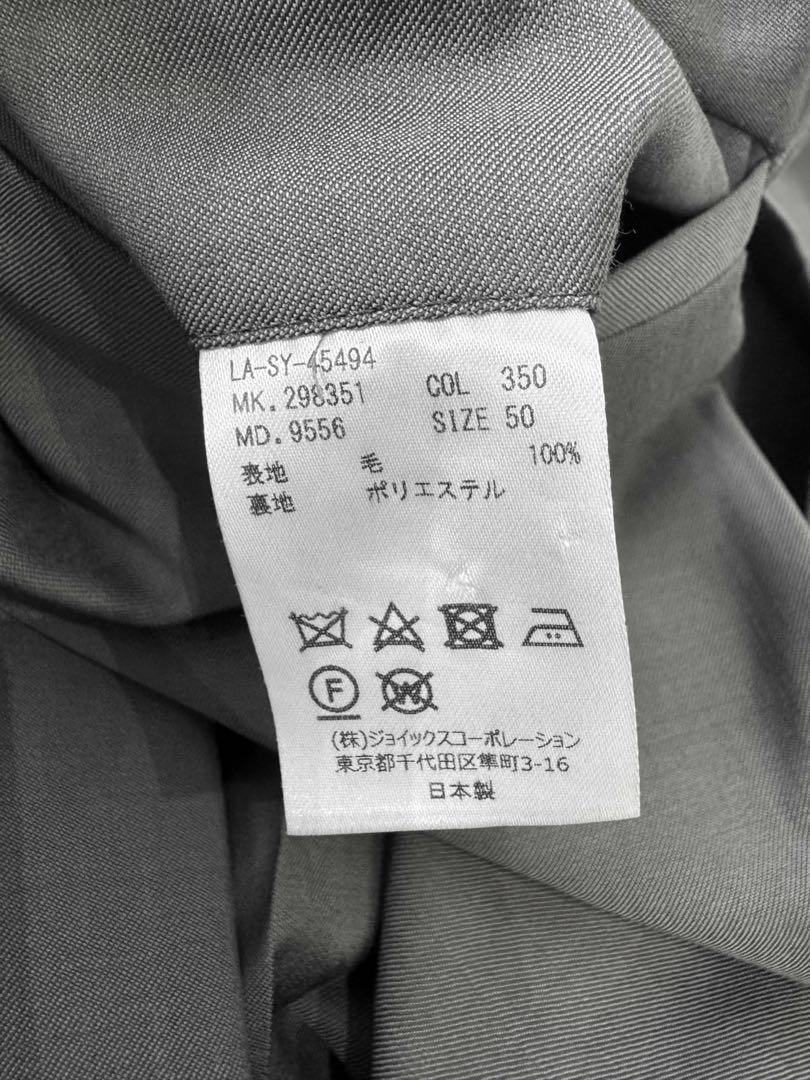 LA-SY-45494
MK.298351 COL 350
MD.9556 SIZE 50
表地 毛 100%
裏地 ポリエステル
F
W
(株)ジョイックスコーポレーション
東京都千代田区隼町3-16
日本製